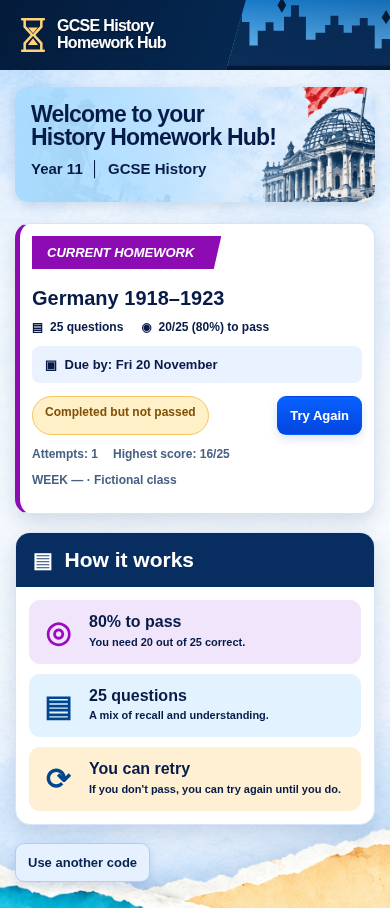 GCSE History
Homework Hub
Welcome to your
History Homework Hub!
Year 11 | GCSE History
CURRENT HOMEWORK
Germany 1918–1923
25 questions 20/25 (80%) to pass
Due by: Fri 20 November
Completed but not passed
Try Again
Attempts: 1 Highest score: 16/25
WEEK — · Fictional class
How it works
80% to pass
You need 20 out of 25 correct.
25 questions
A mix of recall and understanding.
You can retry
If you don't pass, you can try again until you do.
Use another code